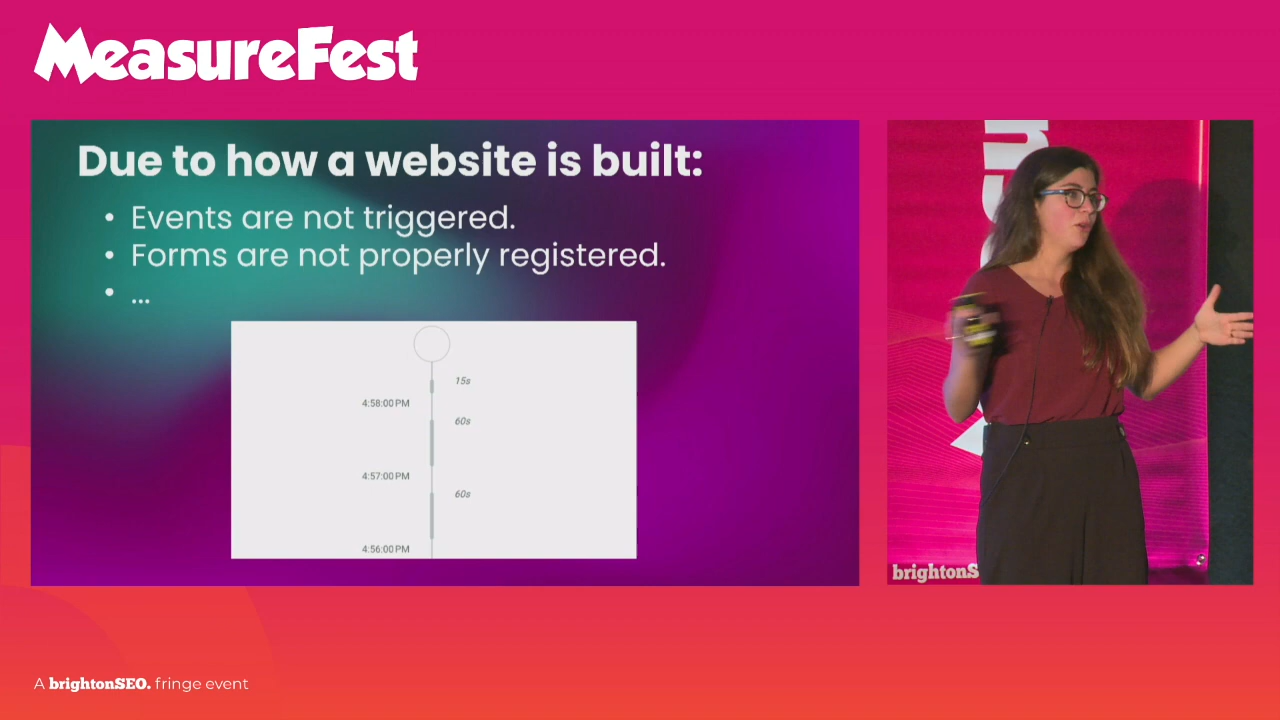 MeasureFest
Due to how a website is built:
• Events are not triggered.
• Forms are not properly registered.
• ...
15s
4:58:00 PM
60s
4:57:00 PM
60s
4:56:00 PM
brightonS
A brightonSEO. fringe event